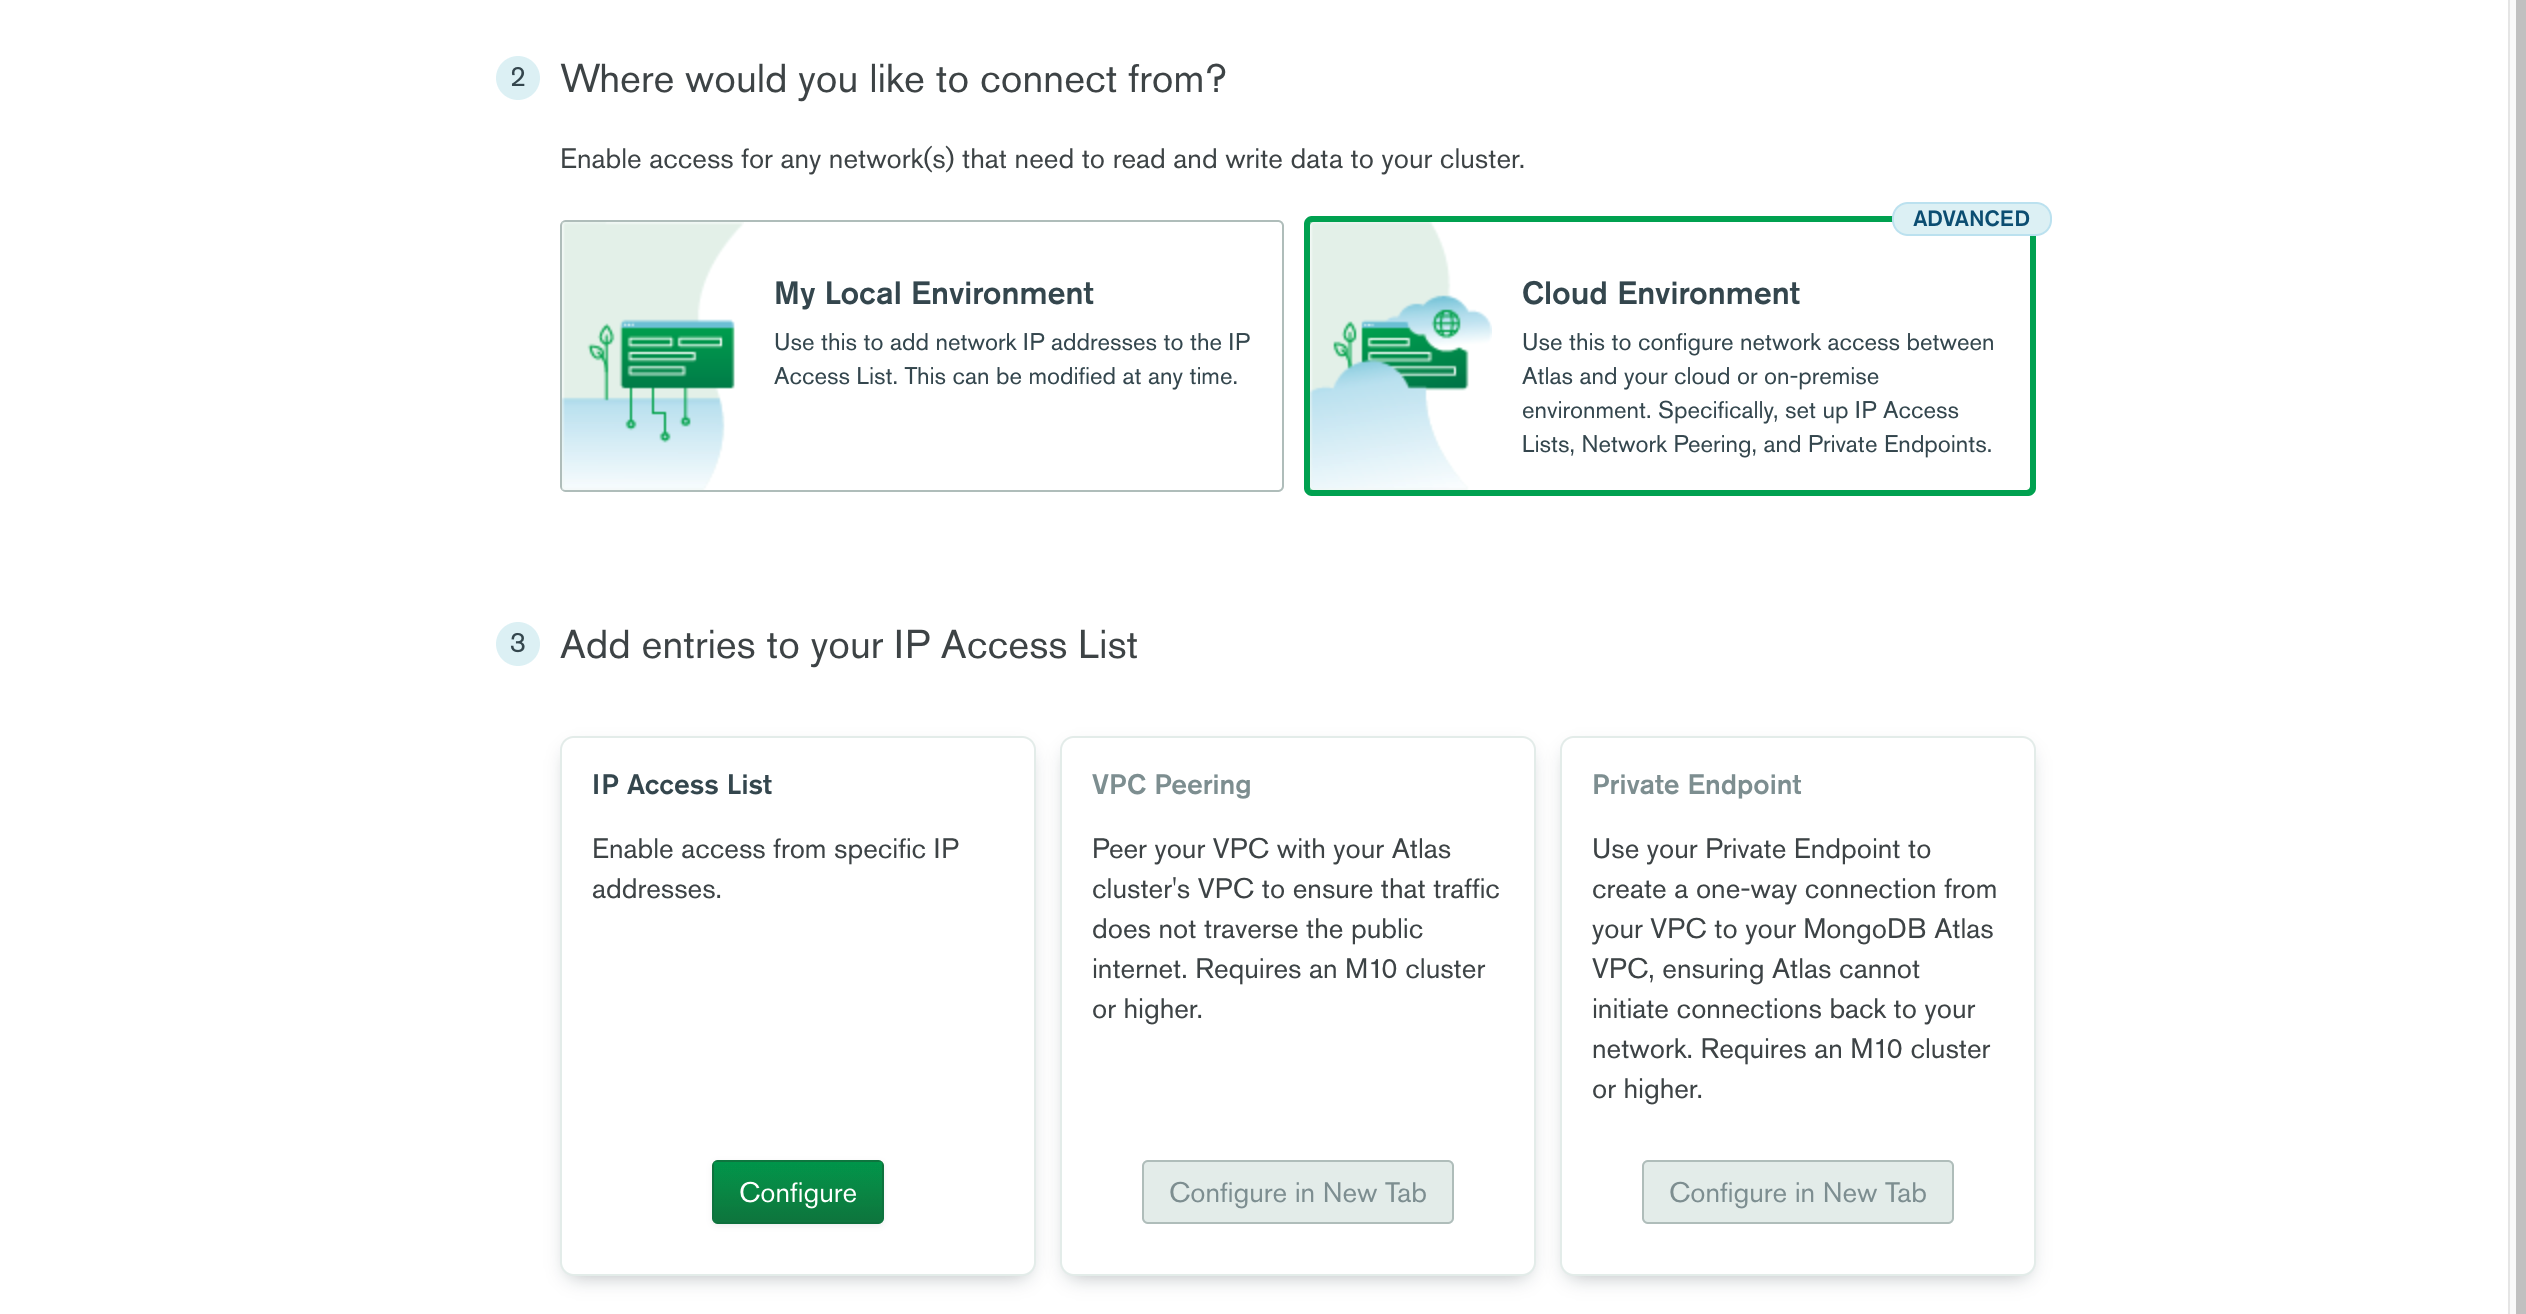 2 Where would you like to connect from?
Enable access for any network(s) that need to read and write data to your cluster.
My Local Environment
Use this to add network IP addresses to the IP
Access List. This can be modified at any time.
ADVANCED
Cloud Environment
Use this to configure network access between
Atlas and your cloud or on-premise
environment. Specifically, set up IP Access
Lists, Network Peering, and Private Endpoints.
3 Add entries to your IP Access List
IP Access List
Enable access from specific IP
addresses.
Configure
VPC Peering
Peer your VPC with your Atlas
cluster's VPC to ensure that traffic
does not traverse the public
internet. Requires an M10 cluster
or higher.
Configure in New Tab
Private Endpoint
Use your Private Endpoint to
create a one-way connection from
your VPC to your MongoDB Atlas
VPC, ensuring Atlas cannot
initiate connections back to your
network. Requires an M10 cluster
or higher.
Configure in New Tab